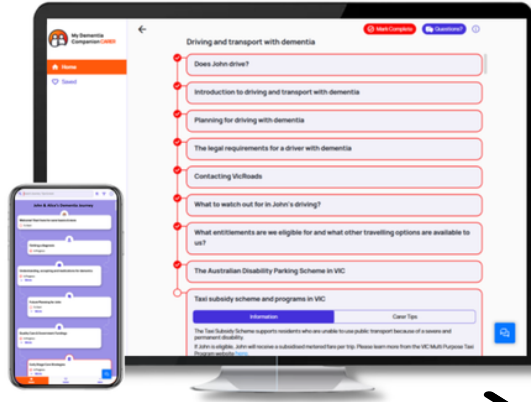 My Dementia
Companion CARER
Mark Complete
Questions?
Home
Saved
Driving and transport with dementia
Does John drive?
Introduction to driving and transport with dementia
Planning for driving with dementia
The legal requirements for a driver with dementia
Contacting VicRoads
What to watch out for in John's driving?
What entitlements are we eligible for and what other travelling options are available to
us?
The Australian Disability Parking Scheme in VIC
Taxi subsidy scheme and programs in VIC
Information
Carer Tips
The Taxi Subsidy Scheme supports residents who are unable to use public transport because of a severe and
permanent disability.
If John is eligible, John will receive a subsidised metered fare per trip. Please learn more from the VIC Multi Purpose Taxi
Program website here.
John & Alice's Dementia Journey
Getting a diagnosis
Future Planning for John